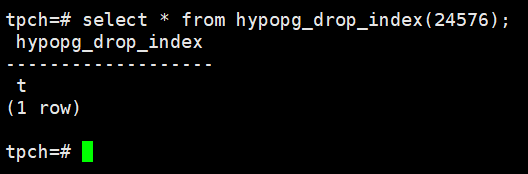 tpch=# select * from hypopg_drop_index(24576);
 hypopg_drop_index
-------------------
 t
(1 row)

tpch=#